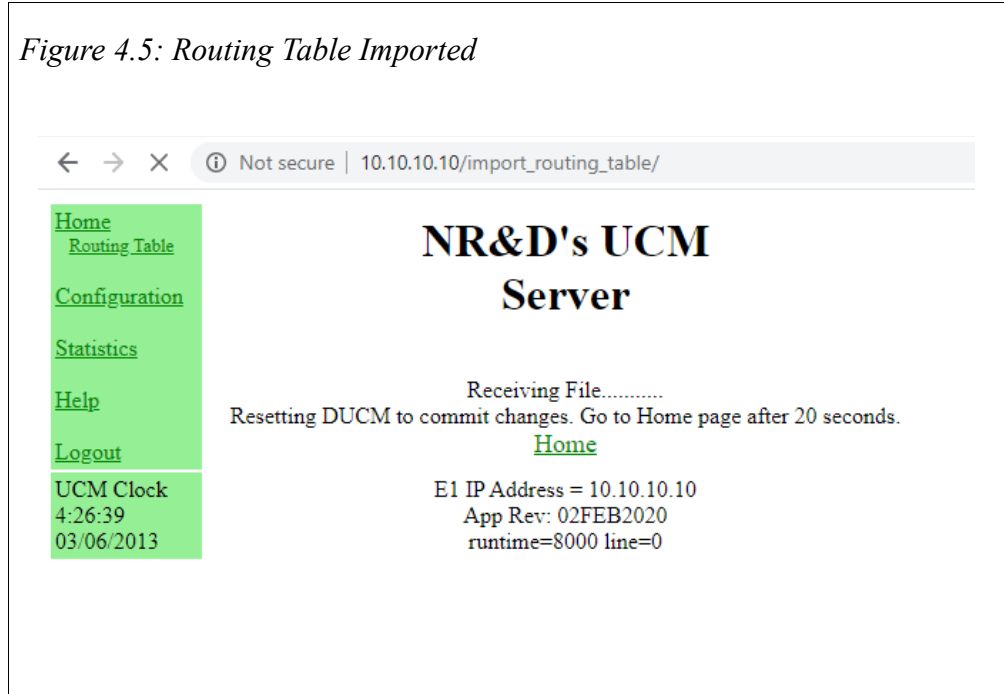 Figure 4.5: Routing Table Imported
Not secure | 10.10.10.10/import_routing_table/
Home
Routing Table
Configuration
Statistics
Help
Logout
UCM Clock
4:26:39
03/06/2013
NR&D's UCM
Server
Receiving File...........
Resetting DUCM to commit changes. Go to Home page after 20 seconds.
Home
E1 IP Address = 10.10.10.10
App Rev: 02FEB2020
runtime=8000 line=0